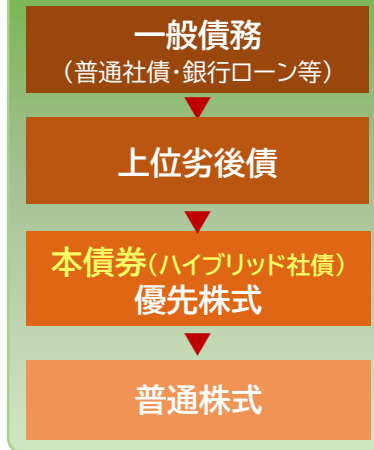 一般債務
（普通社債・銀行ローン等）
上位劣後債
本債券（ハイブリッド社債）
優先株式
普通株式